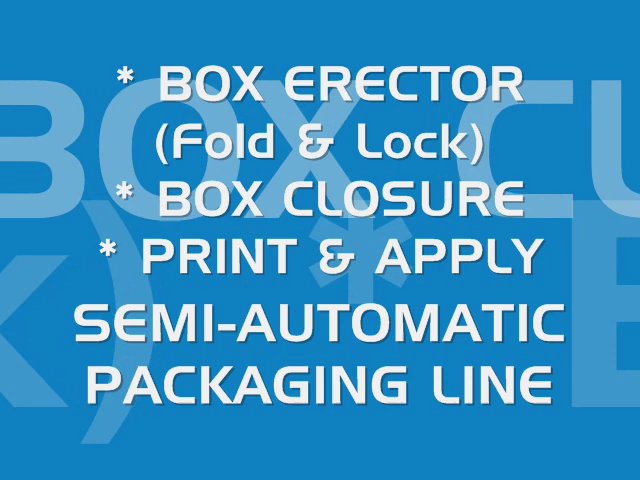 * BOX ERECTOR
(Fold & Lock)
* BOX CLOSURE
* PRINT & APPLY
SEMI-AUTOMATIC
PACKAGING LINE